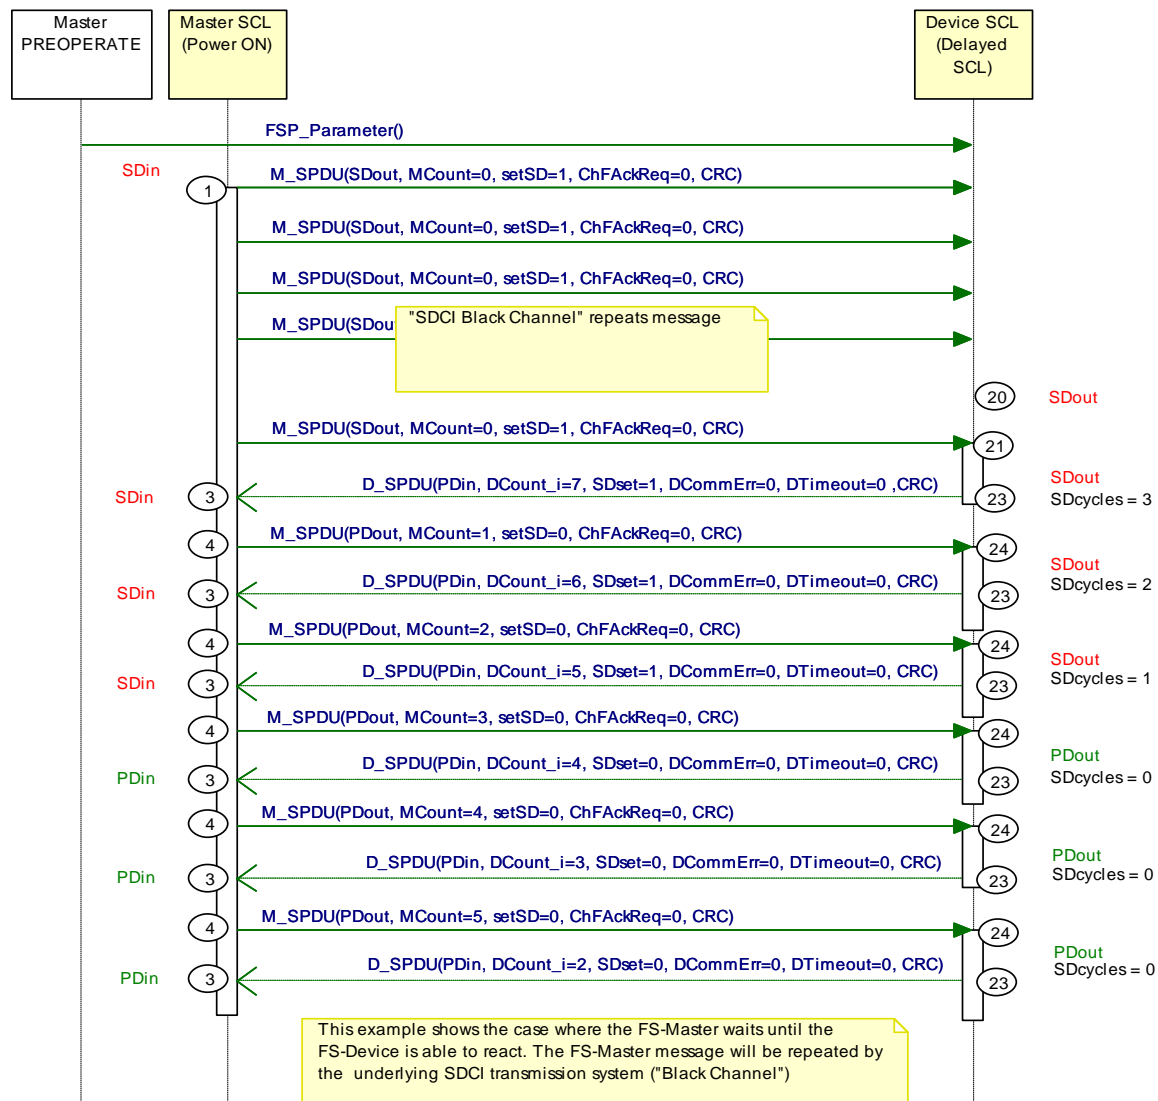 Master
PREOPERATE
Master SCL
(Power ON)
Device SCL
(Delayed
SCL)
FSP_Parameter()
SDin
1
M_SPDU(SDout, MCount=0, setSD=1, ChFAckReq=0, CRC)
M_SPDU(SDout, MCount=0, setSD=1, ChFAckReq=0, CRC)
M_SPDU(SDout, MCount=0, setSD=1, ChFAckReq=0, CRC)
"SDCI Black Channel" repeats message
M_SPDU(SDou
20
SDout
M_SPDU(SDout, MCount=0, setSD=1, ChFAckReq=0, CRC)
21
SDin
3
D_SPDU(PDin, DCount_i=7, SDset=1, DCommErr=0, DTimeout=0 ,CRC)
23
SDout
SDcycles = 3
4
M_SPDU(PDout, MCount=1, setSD=0, ChFAckReq=0, CRC)
24
SDin
3
D_SPDU(PDin, DCount_i=6, SDset=1, DCommErr=0, DTimeout=0, CRC)
23
SDout
SDcycles = 2
4
M_SPDU(PDout, MCount=2, setSD=0, ChFAckReq=0, CRC)
24
SDin
3
D_SPDU(PDin, DCount_i=5, SDset=1, DCommErr=0, DTimeout=0, CRC)
23
SDout
SDcycles = 1
4
M_SPDU(PDout, MCount=3, setSD=0, ChFAckReq=0, CRC)
24
PDin
3
D_SPDU(PDin, DCount_i=4, SDset=0, DCommErr=0, DTimeout=0, CRC)
23
PDout
SDcycles = 0
4
M_SPDU(PDout, MCount=4, setSD=0, ChFAckReq=0, CRC)
24
PDin
3
D_SPDU(PDin, DCount_i=3, SDset=0, DCommErr=0, DTimeout=0, CRC)
23
PDout
SDcycles = 0
4
M_SPDU(PDout, MCount=5, setSD=0, ChFAckReq=0, CRC)
24
PDin
3
D_SPDU(PDin, DCount_i=2, SDset=0, DCommErr=0, DTimeout=0, CRC)
23
PDout
SDcycles = 0
This example shows the case where the FS-Master waits until the
FS-Device is able to react. The FS-Master message will be repeated by
the underlying SDCI transmission system ("Black Channel")